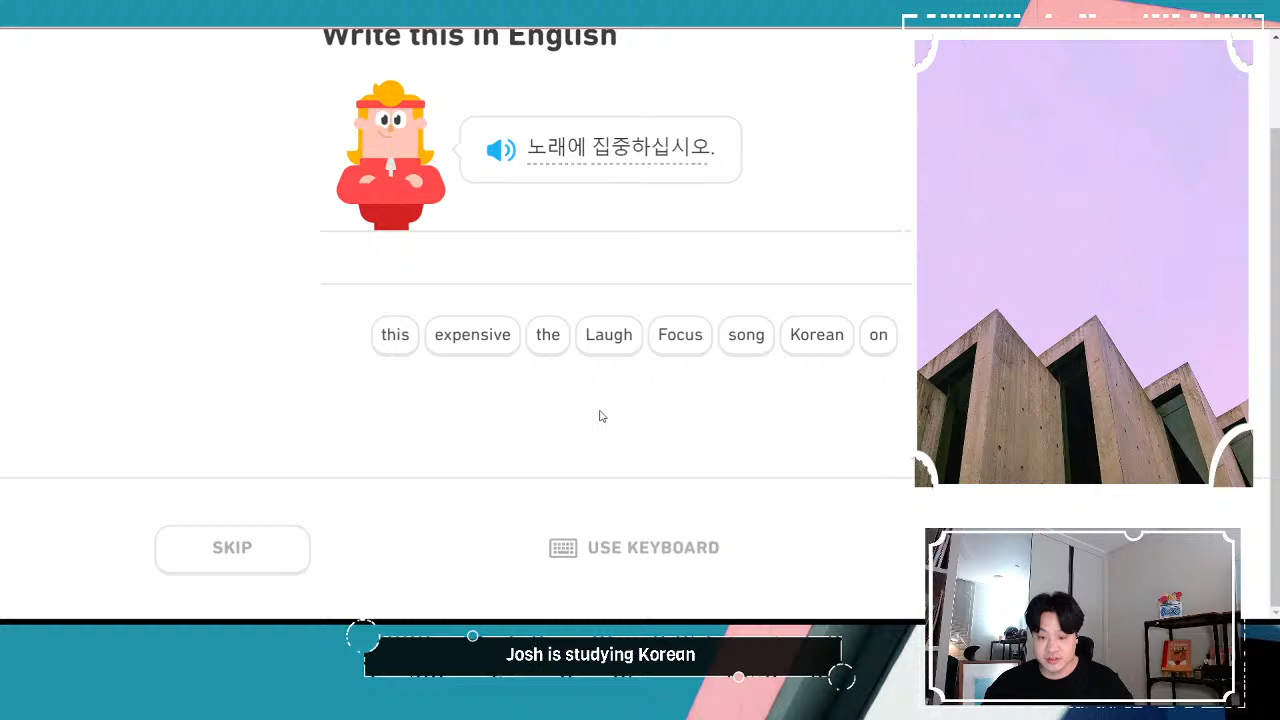 Write this in English
노래에 집중하십시오.
this expensive the Laugh Focus song Korean on
SKIP
USE KEYBOARD
Josh is studying Korean